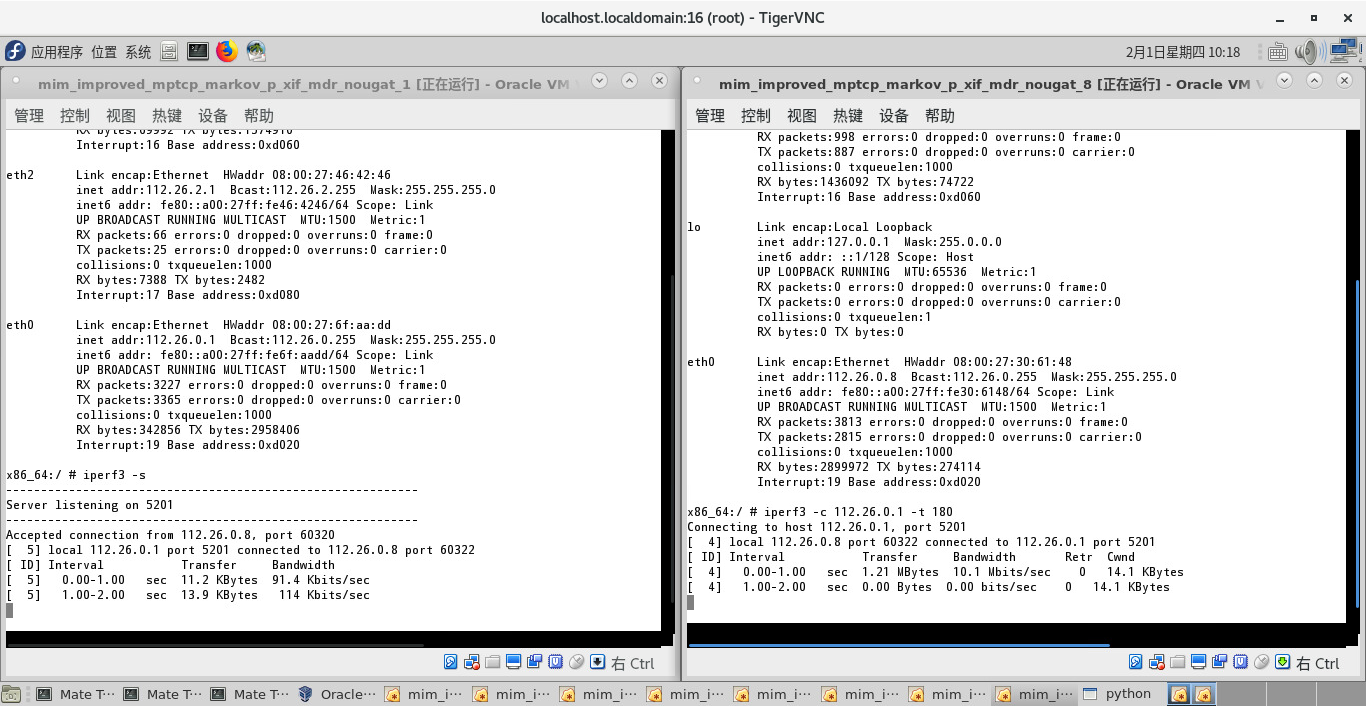 localhost.localdomain:16 (root) - TigerVNC
应用程序 位置 系统
2月1日星期四 10:18
mim_improved_mptcp_markov_p_xif_mdr_nougat_1 [正在运行] - Oracle VM
管理 控制 视图 热键 设备 帮助
RX bytes:69992 TX bytes:1574910
Interrupt:16 Base address:0xd060
eth2 Link encap:Ethernet HWaddr 08:00:27:46:42:46
inet addr:112.26.2.1 Bcast:112.26.2.255 Mask:255.255.255.0
inet6 addr: fe80::a00:27ff:fe46:4246/64 Scope: Link
UP BROADCAST RUNNING MULTICAST MTU:1500 Metric:1
RX packets:66 errors:0 dropped:0 overruns:0 frame:0
TX packets:25 errors:0 dropped:0 overruns:0 carrier:0
collisions:0 txqueuelen:1000
RX bytes:7388 TX bytes:2482
Interrupt:17 Base address:0xd080
eth0 Link encap:Ethernet HWaddr 08:00:27:6f:aa:dd
inet addr:112.26.0.1 Bcast:112.26.0.255 Mask:255.255.255.0
inet6 addr: fe80::a00:27ff:fe6f:aadd/64 Scope: Link
UP BROADCAST RUNNING MULTICAST MTU:1500 Metric:1
RX packets:3227 errors:0 dropped:0 overruns:0 frame:0
TX packets:3365 errors:0 dropped:0 overruns:0 carrier:0
collisions:0 txqueuelen:1000
RX bytes:342856 TX bytes:2958406
Interrupt:19 Base address:0xd020
x86_64:/ # iperf3 -s
-----------------------------------------------------------
Server listening on 5201
-----------------------------------------------------------
Accepted connection from 112.26.0.8, port 60320
[  5] local 112.26.0.1 port 5201 connected to 112.26.0.8 port 60322
[ ID] Interval Transfer Bandwidth
[  5] 0.00-1.00 sec 11.2 KBytes 91.4 Kbits/sec
[  5] 1.00-2.00 sec 13.9 KBytes 114 Kbits/sec
右 Ctrl
mim_improved_mptcp_markov_p_xif_mdr_nougat_8 [正在运行] - Oracle VM V
管理 控制 视图 热键 设备 帮助
RX packets:998 errors:0 dropped:0 overruns:0 frame:0
TX packets:887 errors:0 dropped:0 overruns:0 carrier:0
collisions:0 txqueuelen:1000
RX bytes:1436092 TX bytes:74722
Interrupt:16 Base address:0xd060
lo Link encap:Local Loopback
inet addr:127.0.0.1 Mask:255.0.0.0
inet6 addr: ::1/128 Scope: Host
UP LOOPBACK RUNNING MTU:65536 Metric:1
RX packets:0 errors:0 dropped:0 overruns:0 frame:0
TX packets:0 errors:0 dropped:0 overruns:0 carrier:0
collisions:0 txqueuelen:1
RX bytes:0 TX bytes:0
eth0 Link encap:Ethernet HWaddr 08:00:27:30:61:48
inet addr:112.26.0.8 Bcast:112.26.0.255 Mask:255.255.255.0
inet6 addr: fe80::a00:27ff:fe30:6148/64 Scope: Link
UP BROADCAST RUNNING MULTICAST MTU:1500 Metric:1
RX packets:3813 errors:0 dropped:0 overruns:0 frame:0
TX packets:2815 errors:0 dropped:0 overruns:0 carrier:0
collisions:0 txqueuelen:1000
RX bytes:2899972 TX bytes:274114
Interrupt:19 Base address:0xd020
x86_64:/ # iperf3 -c 112.26.0.1 -t 180
Connecting to host 112.26.0.1, port 5201
[  4] local 112.26.0.8 port 60322 connected to 112.26.0.1 port 5201
[ ID] Interval Transfer Bandwidth Retr Cwnd
[  4] 0.00-1.00 sec 1.21 MBytes 10.1 Mbits/sec 0 14.1 KBytes
[  4] 1.00-2.00 sec 0.00 Bytes 0.00 bits/sec 0 14.1 KBytes
右 Ctrl
Mate T··· Mate T··· Mate T··· Oracle··· mim_i··· mim_i··· mim_i··· mim_i··· mim_i··· mim_i··· mim_i··· mim_i··· python